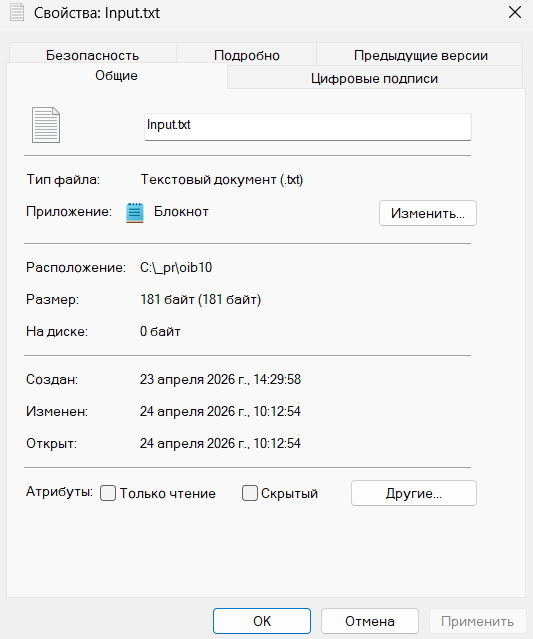 Свойства: Input.txt
Безопасность Подробно Предыдущие версии
Общие Цифровые подписи
Input.txt
Тип файла: Текстовый документ (.txt)
Приложение: Блокнот Изменить...
Расположение: C:\_pr\oib10
Размер: 181 байт (181 байт)
На диске: 0 байт
Создан: 23 апреля 2026 г., 14:29:58
Изменен: 24 апреля 2026 г., 10:12:54
Открыт: 24 апреля 2026 г., 10:12:54
Атрибуты: Только чтение Скрытый Другие...
ОК Отмена Применить